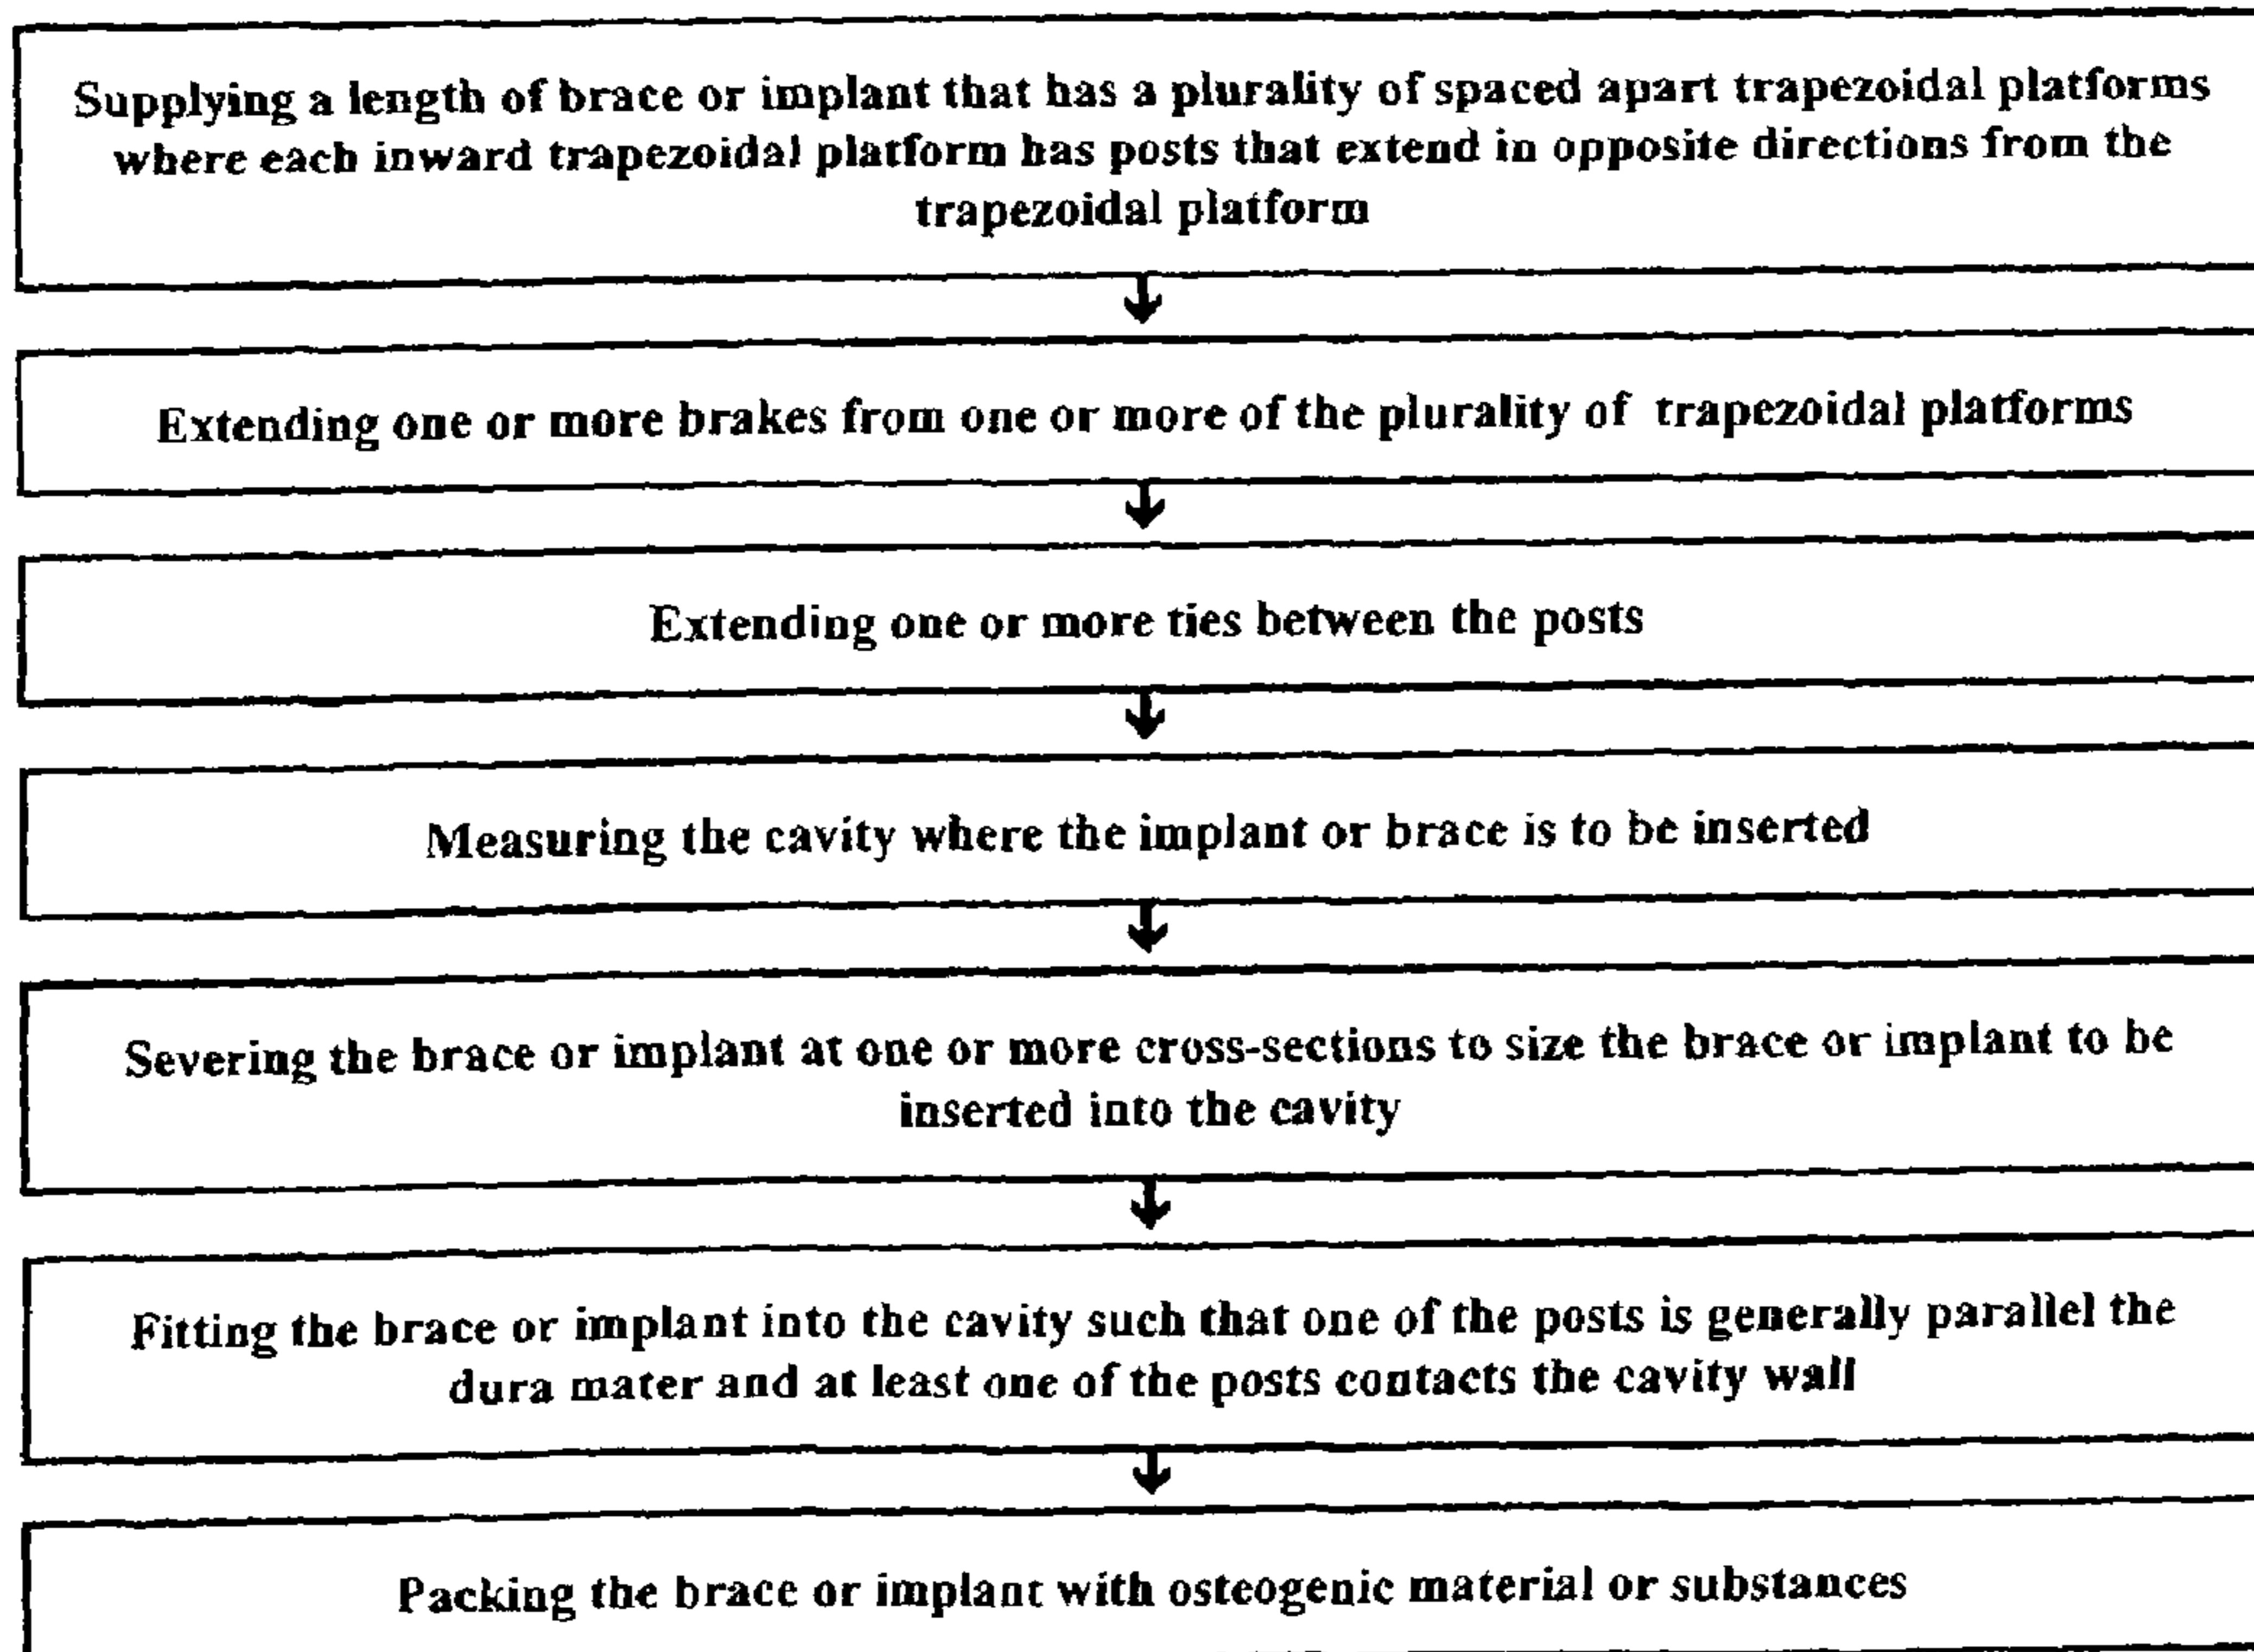 Supplying a length of brace or implant that has a plurality of spaced apart trapezoidal platforms
where each inward trapezoidal platform has posts that extend in opposite directions from the
trapezoidal platform
Extending one or more brakes from one or more of the plurality of trapezoidal platforms
Extending one or more ties between the posts
Measuring the cavity where the implant or brace is to be inserted
Severing the brace or implant at one or more cross-sections to size the brace or implant to be
inserted into the cavity
Fitting the brace or implant into the cavity such that one of the posts is generally parallel the
dura mater and at least one of the posts contacts the cavity wall
Packing the brace or implant with osteogenic material or substances